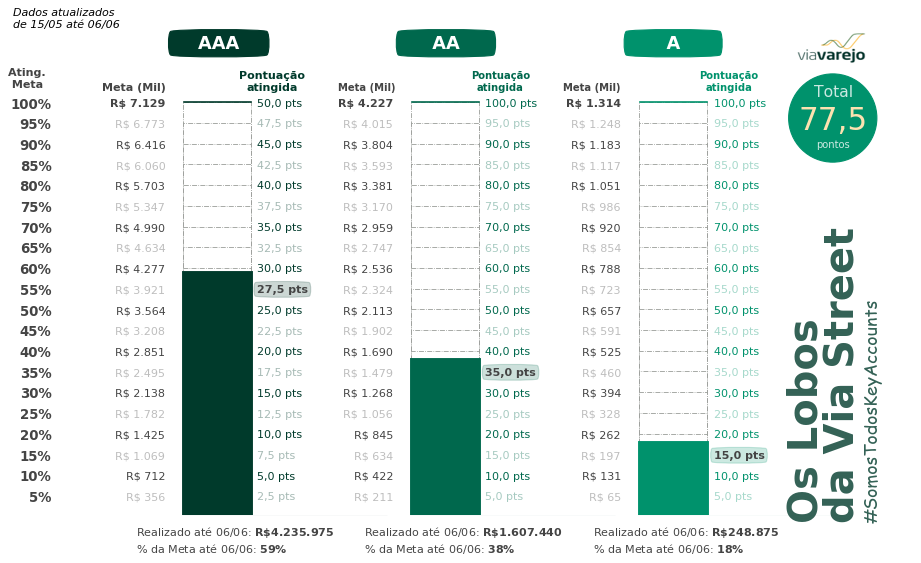 Dados atualizados
de 15/05 até 06/06
AAA AA A
viavarejo
Ating. Meta
Meta (Mil) Pontuação atingida Meta (Mil) Pontuação atingida Meta (Mil) Pontuação atingida
100% R$ 7.129 50,0 pts R$ 4.227 100,0 pts R$ 1.314 100,0 pts
95% R$ 6.773 47,5 pts R$ 4.015 95,0 pts R$ 1.248 95,0 pts
90% R$ 6.416 45,0 pts R$ 3.804 90,0 pts R$ 1.183 90,0 pts
85% R$ 6.060 42,5 pts R$ 3.593 85,0 pts R$ 1.117 85,0 pts
80% R$ 5.703 40,0 pts R$ 3.381 80,0 pts R$ 1.051 80,0 pts
75% R$ 5.347 37,5 pts R$ 3.170 75,0 pts R$ 986 75,0 pts
70% R$ 4.990 35,0 pts R$ 2.959 70,0 pts R$ 920 70,0 pts
65% R$ 4.634 32,5 pts R$ 2.747 65,0 pts R$ 854 65,0 pts
60% R$ 4.277 30,0 pts R$ 2.536 60,0 pts R$ 788 60,0 pts
55% R$ 3.921 27,5 pts R$ 2.324 55,0 pts R$ 723 55,0 pts
50% R$ 3.564 25,0 pts R$ 2.113 50,0 pts R$ 657 50,0 pts
45% R$ 3.208 22,5 pts R$ 1.902 45,0 pts R$ 591 45,0 pts
40% R$ 2.851 20,0 pts R$ 1.690 40,0 pts R$ 525 40,0 pts
35% R$ 2.495 17,5 pts R$ 1.479 35,0 pts R$ 460 35,0 pts
30% R$ 2.138 15,0 pts R$ 1.268 30,0 pts R$ 394 30,0 pts
25% R$ 1.782 12,5 pts R$ 1.056 25,0 pts R$ 328 25,0 pts
20% R$ 1.425 10,0 pts R$ 845 20,0 pts R$ 262 20,0 pts
15% R$ 1.069 7,5 pts R$ 634 15,0 pts R$ 197 15,0 pts
10% R$ 712 5,0 pts R$ 422 10,0 pts R$ 131 10,0 pts
5% R$ 356 2,5 pts R$ 211 5,0 pts R$ 65 5,0 pts
Realizado até 06/06: R$4.235.975 Realizado até 06/06: R$1.607.440 Realizado até 06/06: R$248.875
% da Meta até 06/06: 59% % da Meta até 06/06: 38% % da Meta até 06/06: 18%
Total
77,5
pontos
Os Lobos
da Via Street
#SomosTodosKeyAccounts